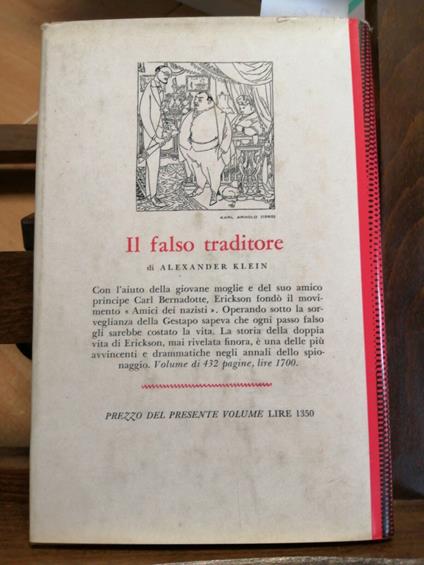 KARL ARNOLD (1920)
Il falso traditore
di ALEXANDER KLEIN
Con l'aiuto della giovane moglie e del suo amico
principe Carl Bernadotte, Erickson fondò il movi-
mento « Amici dei nazisti ». Operando sotto la sor-
veglianza della Gestapo sapeva che ogni passo falso
gli sarebbe costato la vita. La storia della doppia
vita di Erickson, mai rivelata finora, è una delle più
avvincenti e drammatiche negli annali dello spio-
naggio. Volume di 432 pagine, lire 1700.
PREZZO DEL PRESENTE VOLUME LIRE 1350